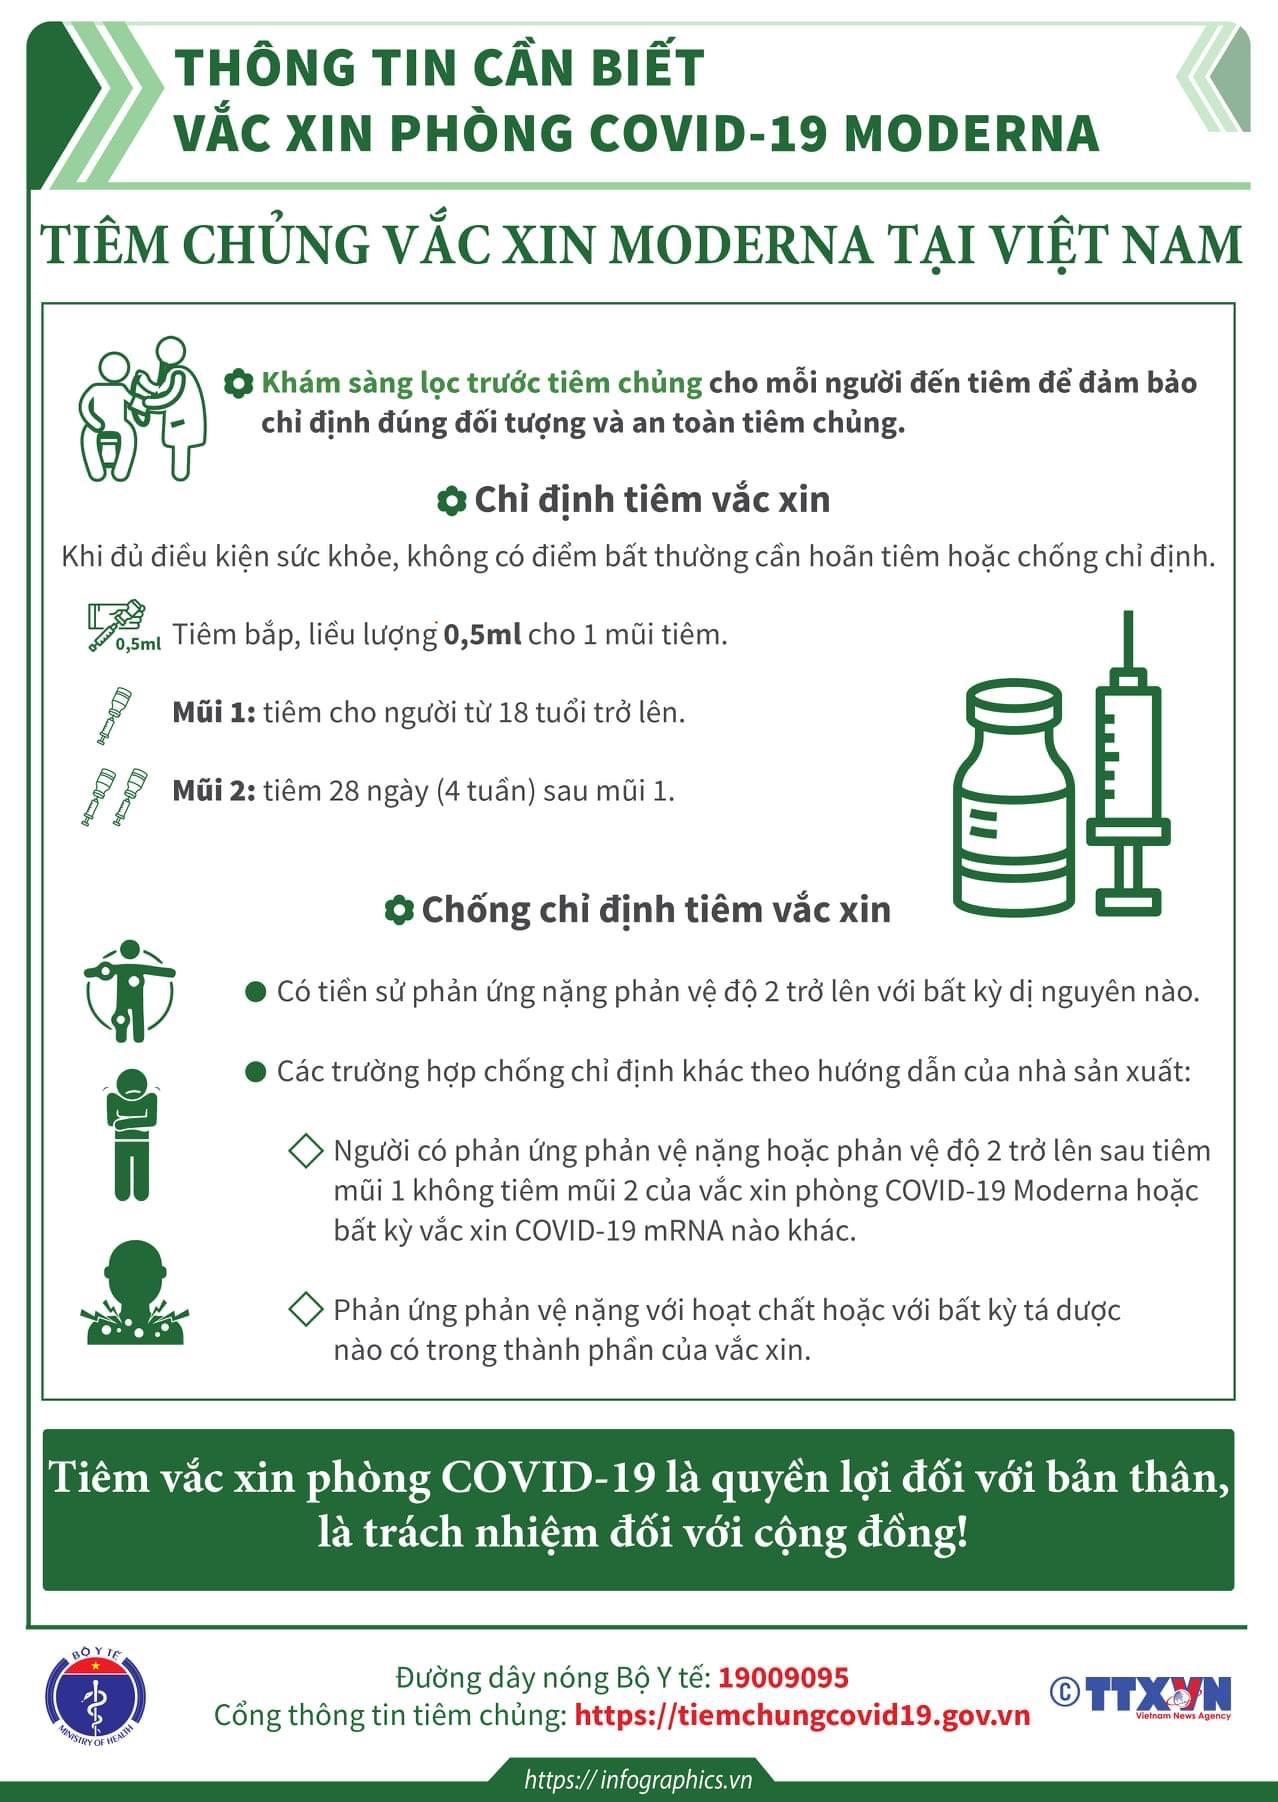 THÔNG TIN CẦN BIẾT
VẮC XIN PHÒNG COVID-19 MODERNA
TIÊM CHỦNG VẮC XIN MODERNA TẠI VIỆT NAM
Khám sàng lọc trước tiêm chủng cho mỗi người đến tiêm để đảm bảo
chỉ định đúng đối tượng và an toàn tiêm chủng.
Chỉ định tiêm vắc xin
Khi đủ điều kiện sức khỏe, không có điểm bất thường cần hoãn tiêm hoặc chống chỉ định.
0,5ml
Tiêm bắp, liều lượng 0,5ml cho 1 mũi tiêm.
Mũi 1: tiêm cho người từ 18 tuổi trở lên.
Mũi 2: tiêm 28 ngày (4 tuần) sau mũi 1.
Chống chỉ định tiêm vắc xin
Có tiền sử phản ứng nặng phản vệ độ 2 trở lên với bất kỳ dị nguyên nào.
Các trường hợp chống chỉ định khác theo hướng dẫn của nhà sản xuất:
Người có phản ứng phản vệ nặng hoặc phản vệ độ 2 trở lên sau tiêm
mũi 1 không tiêm mũi 2 của vắc xin phòng COVID-19 Moderna hoặc
bất kỳ vắc xin COVID-19 mRNA nào khác.
Phản ứng phản vệ nặng với hoạt chất hoặc với bất kỳ tá dược
nào có trong thành phần của vắc xin.
Tiêm vắc xin phòng COVID-19 là quyền lợi đối với bản thân,
là trách nhiệm đối với cộng đồng!
BỘ Y TẾ
MINISTRY OF HEALTH
Đường dây nóng Bộ Y tế: 19009095
Cổng thông tin tiêm chủng: https://tiemchungcovid19.gov.vn
© TTXVN
Vietnam News Agency
https://infographics.vn